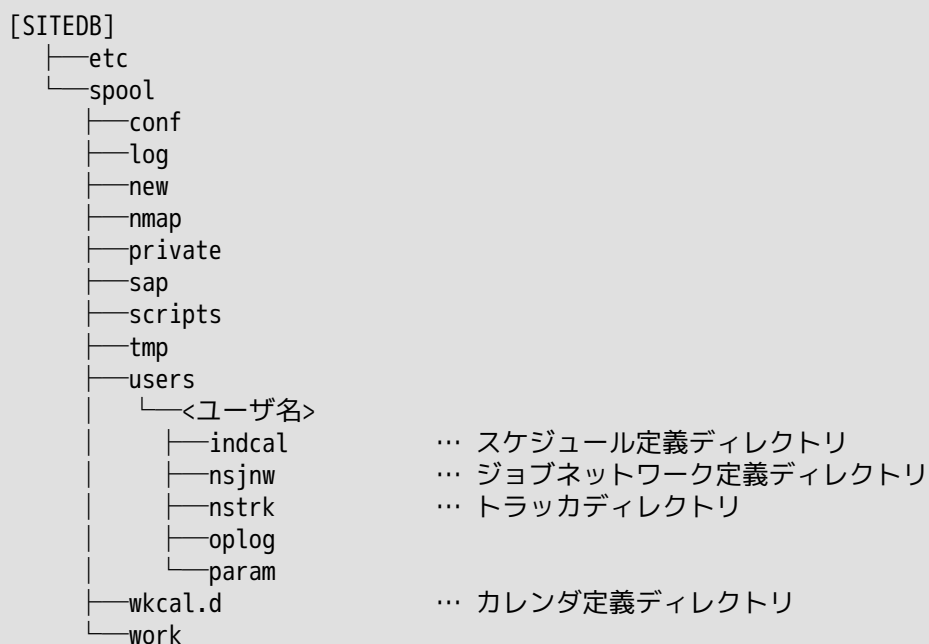 [SITEDB]
├──etc
└──spool
├──conf
├──log
├──new
├──nmap
├──private
├──sap
├──scripts
├──tmp
├──users
│ └──<ユーザ名>
│ ├──indcal … スケジュール定義ディレクトリ
│ ├──nsjnw … ジョブネットワーク定義ディレクトリ
│ ├──nstrk … トラッカディレクトリ
│ ├──oplog
│ └──param
├──wkcal.d … カレンダ定義ディレクトリ
└──work